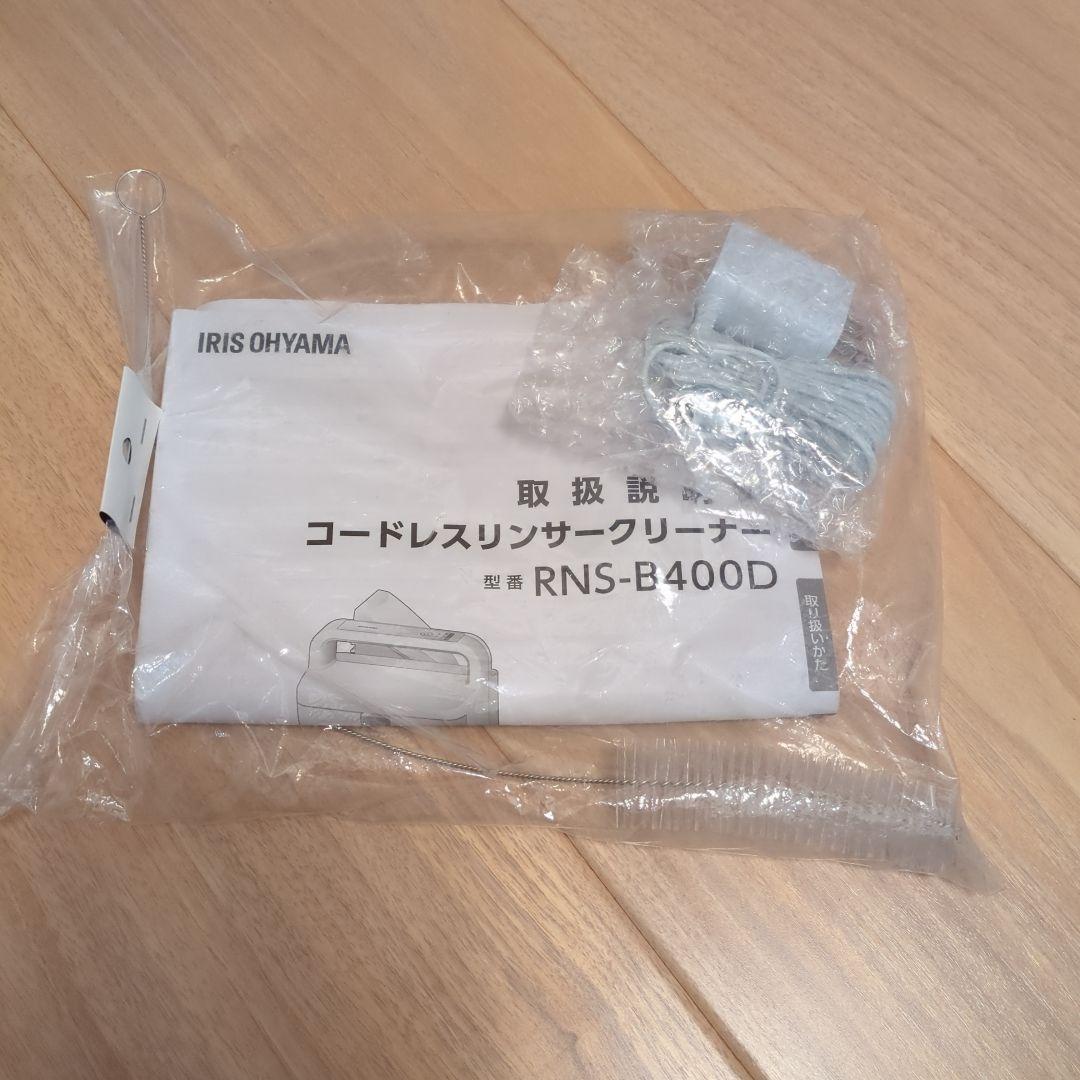 IRIS OHYAMA
取扱説明
コードレスリンサークリーナー
型番 RNS-B400D
取り扱いかた